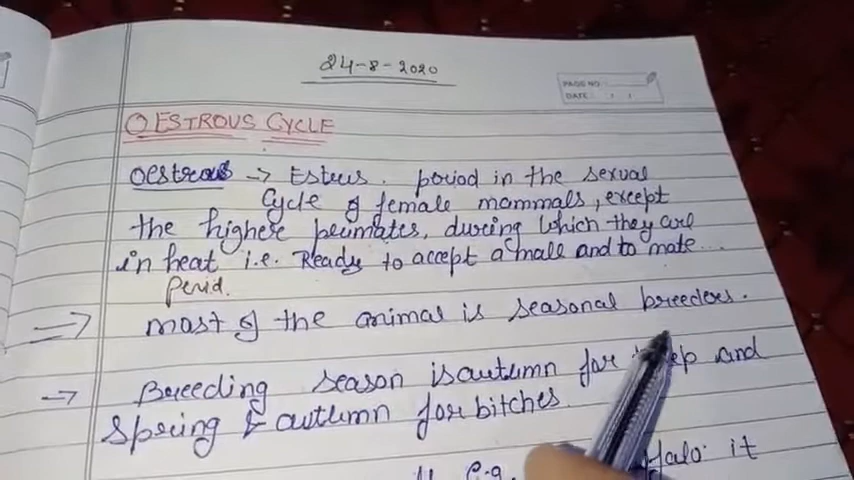 24-8-2020
PAGE NO :
DATE : / /
OESTROUS CYCLE
Oestrous -> Estrus. period in the sexual
Cycle of female mammals, except
the higher primates, during which they are
in heat i.e. Ready to accept a male and to mate...
Period.
=> most of the animal is seasonal breeders.
-> Breeding season is autumn for and
Spring & autumn for bitches
e.g. it